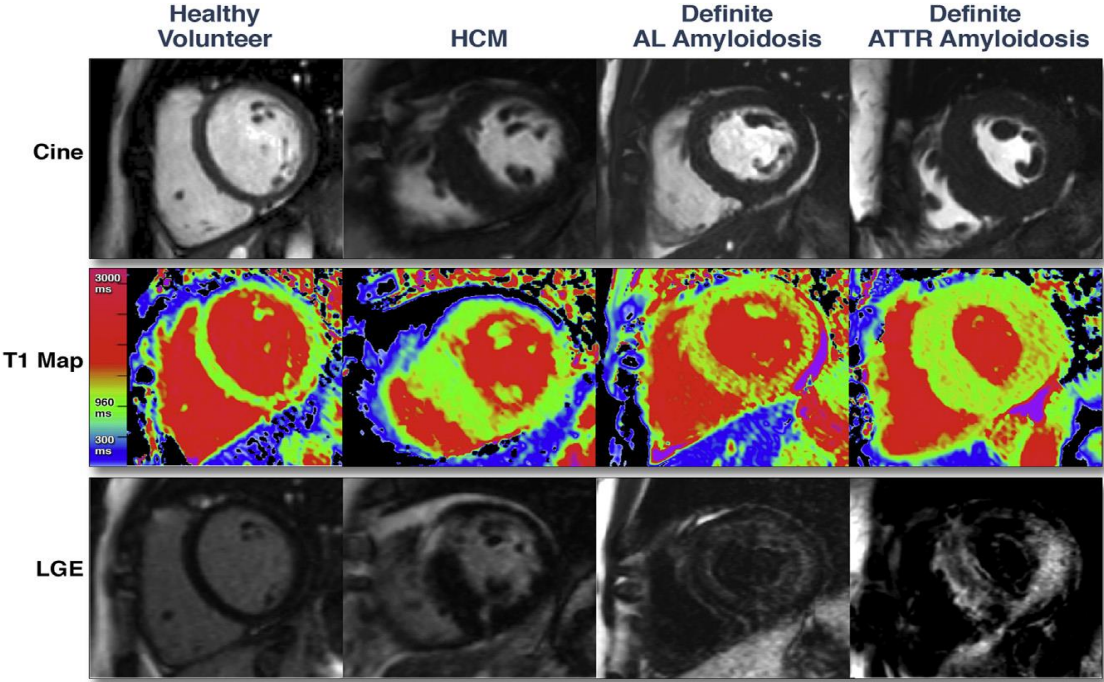 Healthy
Volunteer
HCM
Definite
AL Amyloidosis
Definite
ATTR Amyloidosis
Cine
T1 Map
3000
ms
960
ms
300
ms
LGE